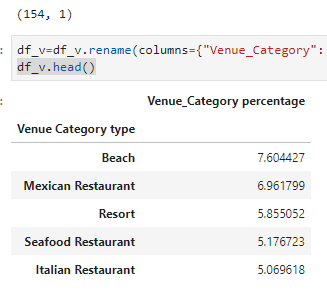 (154, 1)
: df_v=df_v.rename(columns={"Venue_Category":
df_v.head()
:
Venue_Category percentage
Venue Category type
Beach 7.604427
Mexican Restaurant 6.961799
Resort 5.855052
Seafood Restaurant 5.176723
Italian Restaurant 5.069618